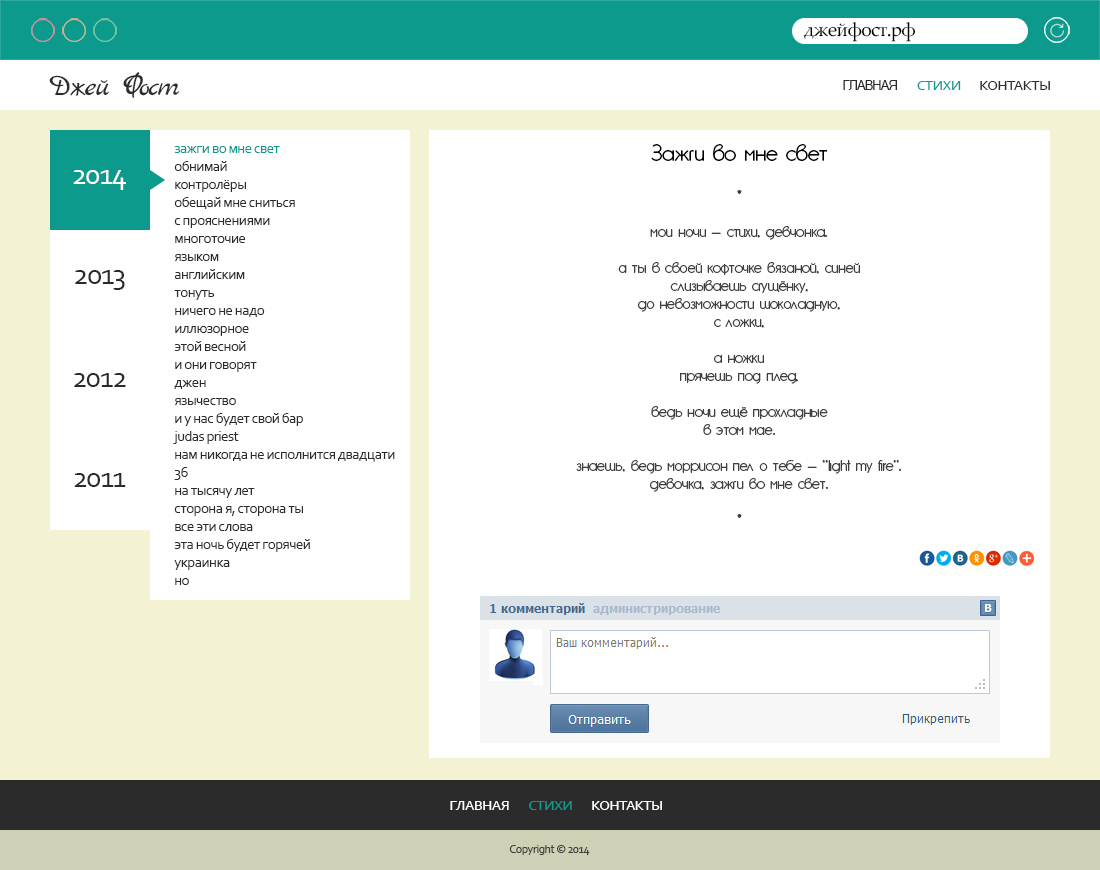 джейфост.рф
Джей Фост
ГЛАВНАЯ СТИХИ КОНТАКТЫ
2014
2013
2012
2011
зажги во мне свет
обнимай
контролёры
обещай мне сниться
с прояснениями
многоточие
языком
английским
тонуть
ничего не надо
иллюзорное
этой весной
и они говорят
джен
язычество
и у нас будет свой бар
judas priest
нам никогда не исполнится двадцати
36
на тысячу лет
сторона я, сторона ты
все эти слова
эта ночь будет горячей
украинка
но
Зажги во мне свет
•
мои ночи – стихи, девчонка.
а ты в своей кофточке вязаной, синей
слизываешь сгущёнку,
до невозможности шоколадную,
с ложки,
а ножки
прячешь под плед,
ведь ночи ещё прохладные
в этом мае.
знаешь, ведь моррисон пел о тебе – "light my fire".
девочка, зажги во мне свет.
•
1 комментарий администрирование
B
Ваш комментарий...
Отправить
Прикрепить
ГЛАВНАЯ СТИХИ КОНТАКТЫ
Copyright © 2014